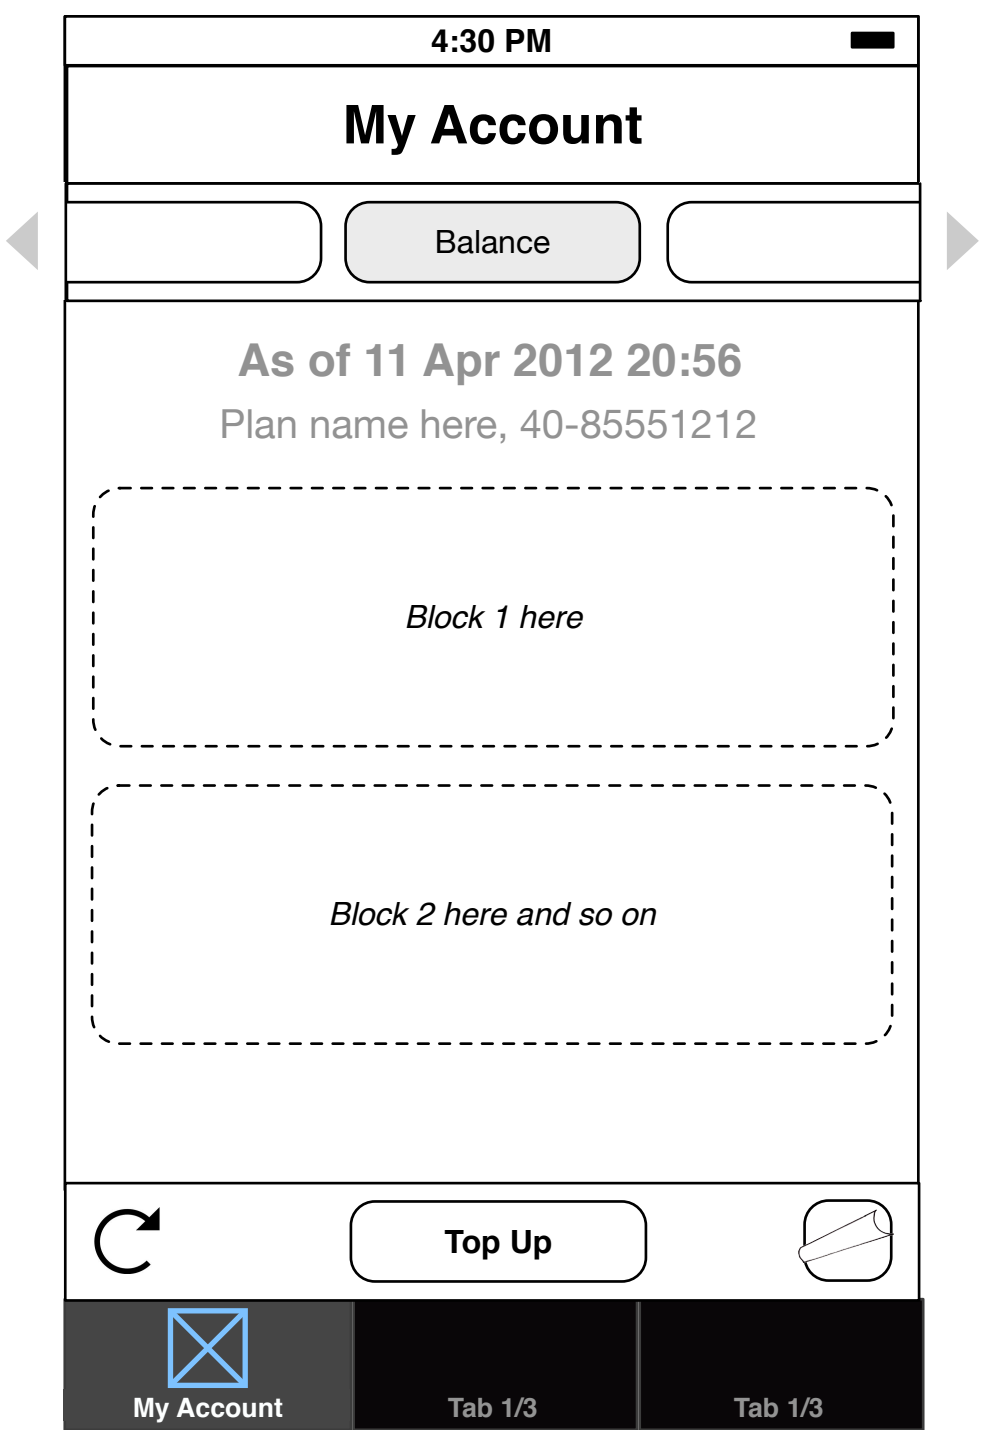 4:30 PM
My Account
Balance
As of 11 Apr 2012 20:56
Plan name here, 40-85551212
Block 1 here
Block 2 here and so on
Top Up
My Account
Tab 1/3
Tab 1/3